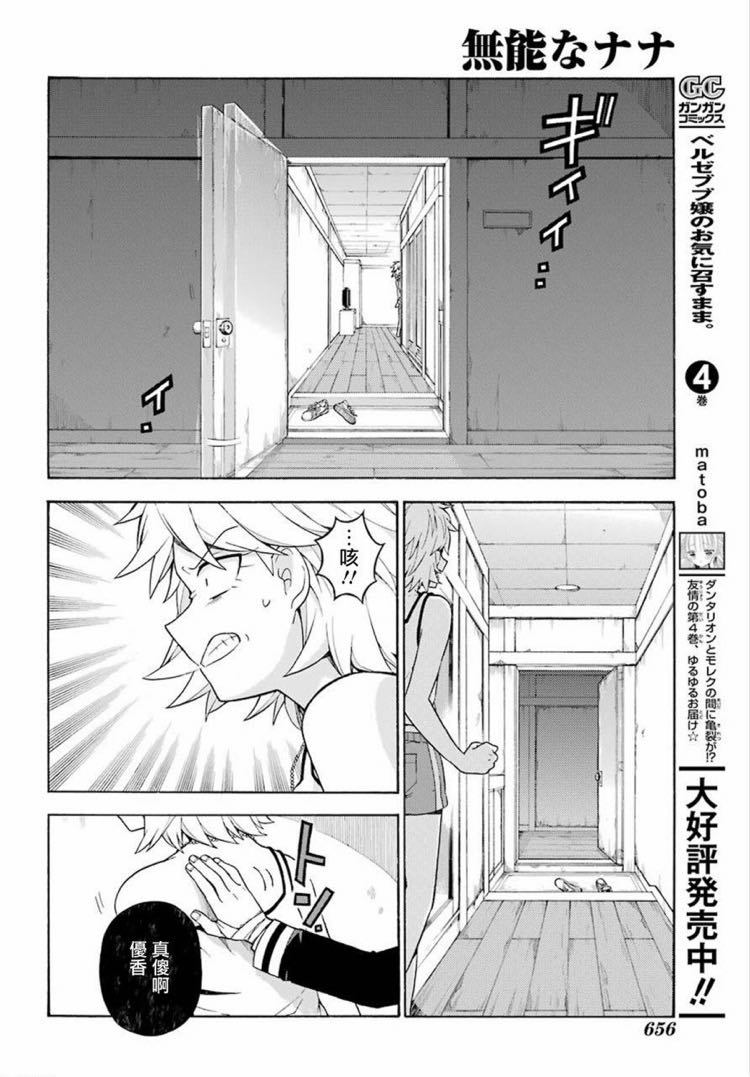 無能なナナ
GC
ガンガン
コミックス
ベルゼブブ嬢のお気に召すまま。
4
巻
matoba
ダンタリオンとモレクの間に亀裂が!?
友情の第4巻、ゆるゆるお届け☆
大好評発売中!!
ギイィィ…
ィィ…
…咳!!
トン
真傻啊
優香
656